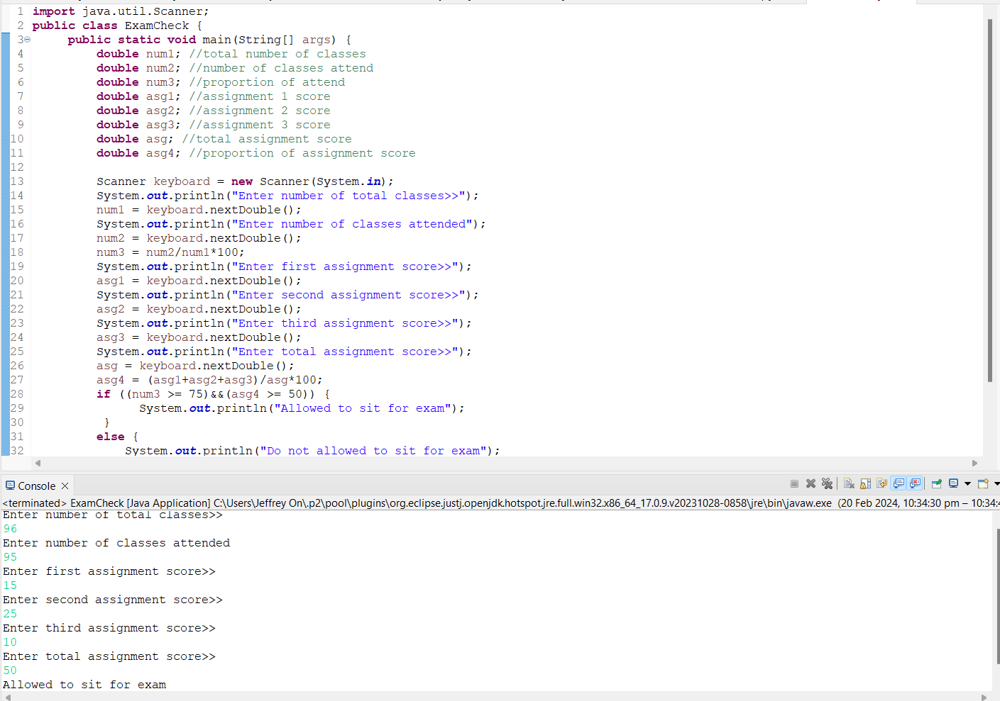 1 import java.util.Scanner;
2 public class ExamCheck {
3 public static void main(String[] args) {
4 double num1; //total number of classes
5 double num2; //number of classes attend
6 double num3; //proportion of attend
7 double asg1; //assignment 1 score
8 double asg2; //assignment 2 score
9 double asg3; //assignment 3 score
10 double asg; //total assignment score
11 double asg4; //proportion of assignment score
12
13 Scanner keyboard = new Scanner(System.in);
14 System.out.println("Enter number of total classes>>");
15 num1 = keyboard.nextDouble();
16 System.out.println("Enter number of classes attended");
17 num2 = keyboard.nextDouble();
18 num3 = num2/num1*100;
19 System.out.println("Enter first assignment score>>");
20 asg1 = keyboard.nextDouble();
21 System.out.println("Enter second assignment score>>");
22 asg2 = keyboard.nextDouble();
23 System.out.println("Enter third assignment score>>");
24 asg3 = keyboard.nextDouble();
25 System.out.println("Enter total assignment score>>");
26 asg = keyboard.nextDouble();
27 asg4 = (asg1+asg2+asg3)/asg*100;
28 if ((num3 >= 75)&&(asg4 >= 50)) {
29 System.out.println("Allowed to sit for exam");
30 }
31 else {
32 System.out.println("Do not allowed to sit for exam");
Console
<terminated> ExamCheck [Java Application] C:\Users\Jeffrey On\.p2\pool\plugins\org.eclipse.justj.openjdk.hotspot.jre.full.win32.x86_64_17.0.9.v20231028-0858\jre\bin\javaw.exe (20 Feb 2024, 10:34:30 pm – 10:34:
Enter number of total classes>>
96
Enter number of classes attended
95
Enter first assignment score>>
15
Enter second assignment score>>
25
Enter third assignment score>>
10
Enter total assignment score>>
50
Allowed to sit for exam